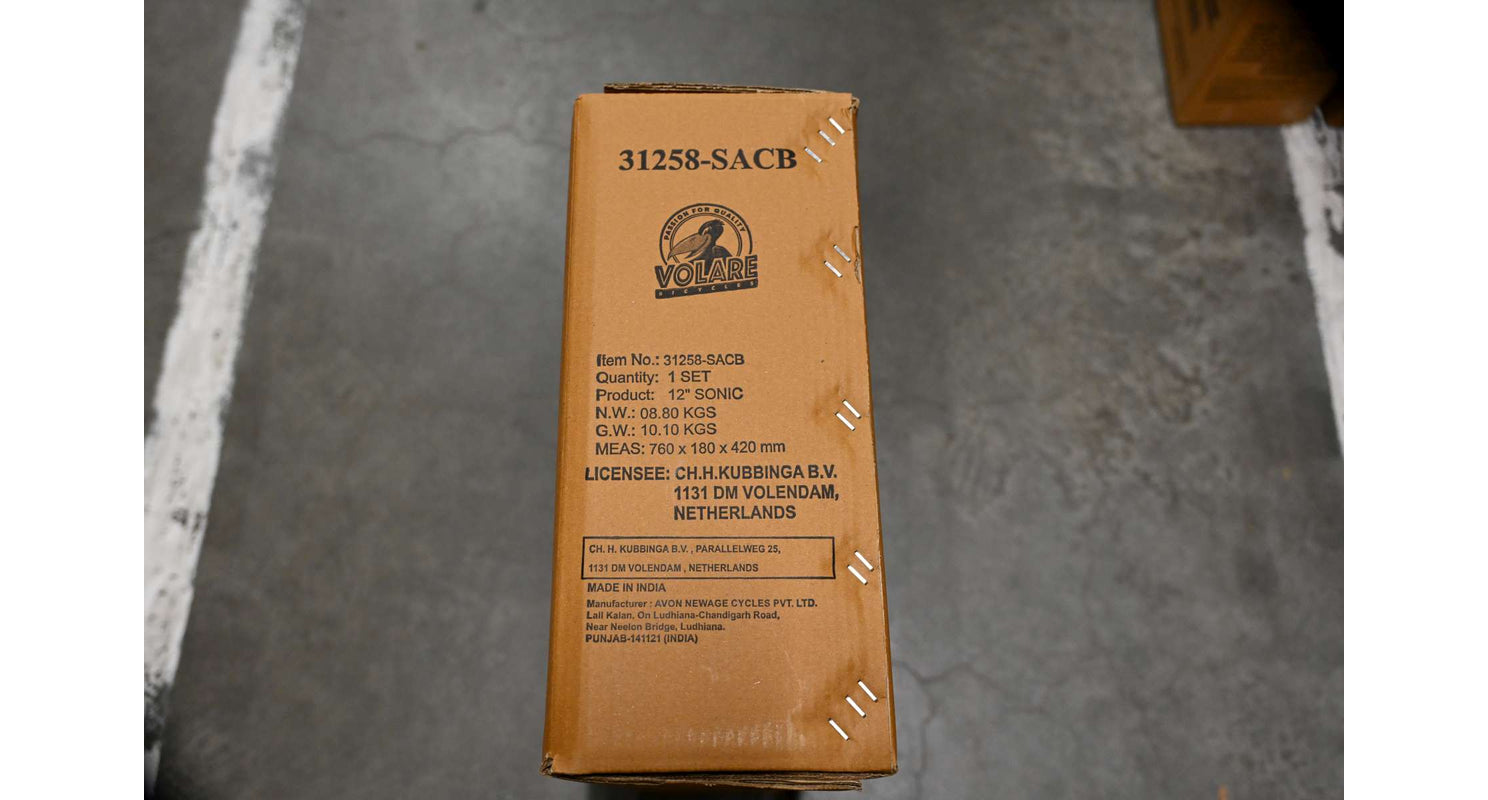 31258-SACB
PASSION FOR QUALITY
VOLARE
BICYCLES
Item No.: 31258-SACB
Quantity: 1 SET
Product: 12" SONIC
N.W.: 08.80 KGS
G.W.: 10.10 KGS
MEAS: 760 x 180 x 420 mm
LICENSEE: CH.H.KUBBINGA B.V.
1131 DM VOLENDAM,
NETHERLANDS
CH. H. KUBBINGA B.V. , PARALLELWEG 25,
1131 DM VOLENDAM , NETHERLANDS
MADE IN INDIA
Manufacturer : AVON NEWAGE CYCLES PVT. LTD.
Lall Kalan, On Ludhiana-Chandigarh Road,
Near Neelon Bridge, Ludhiana.
PUNJAB-141121 (INDIA)